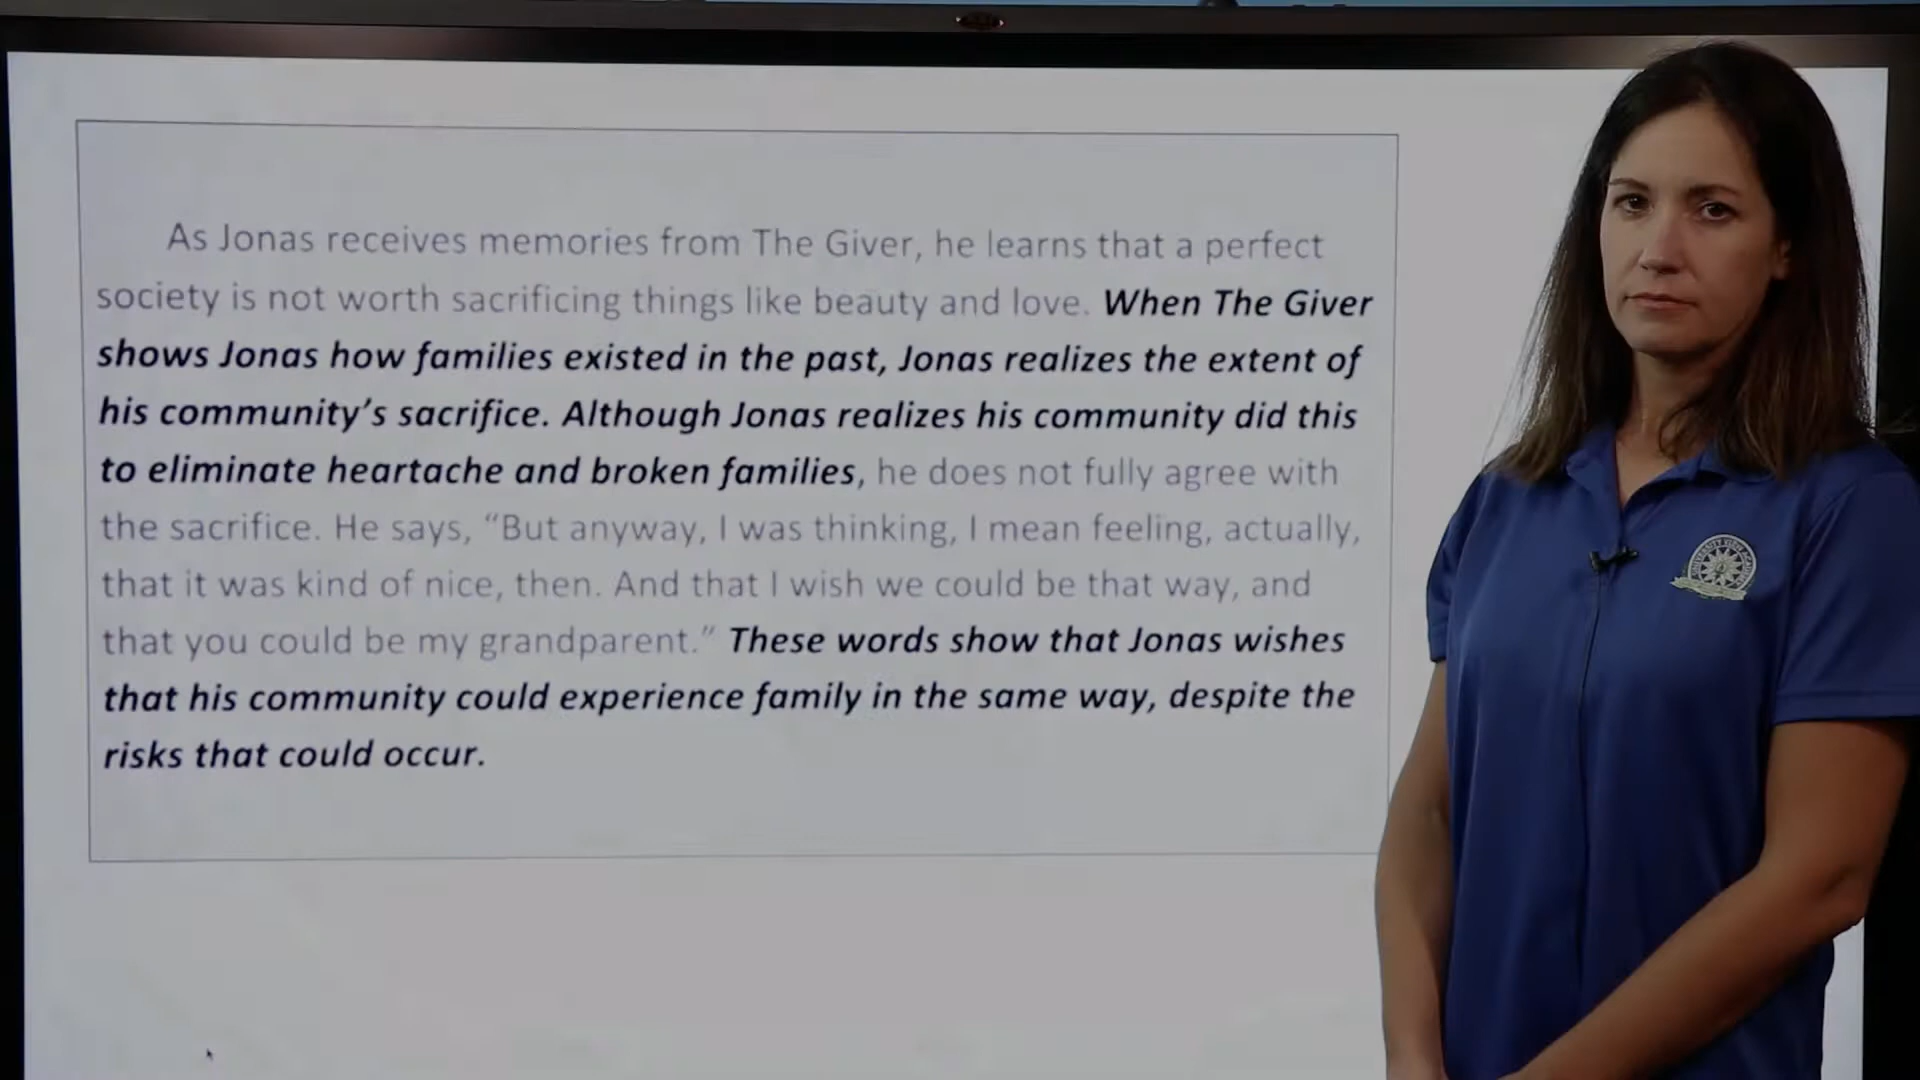 As Jonas receives memories from The Giver, he learns that a perfect
society is not worth sacrificing things like beauty and love. When The Giver
shows Jonas how families existed in the past, Jonas realizes the extent of
his community’s sacrifice. Although Jonas realizes his community did this
to eliminate heartache and broken families, he does not fully agree with
the sacrifice. He says, “But anyway, I was thinking, I mean feeling, actually,
that it was kind of nice, then. And that I wish we could be that way, and
that you could be my grandparent.” These words show that Jonas wishes
that his community could experience family in the same way, despite the
risks that could occur.